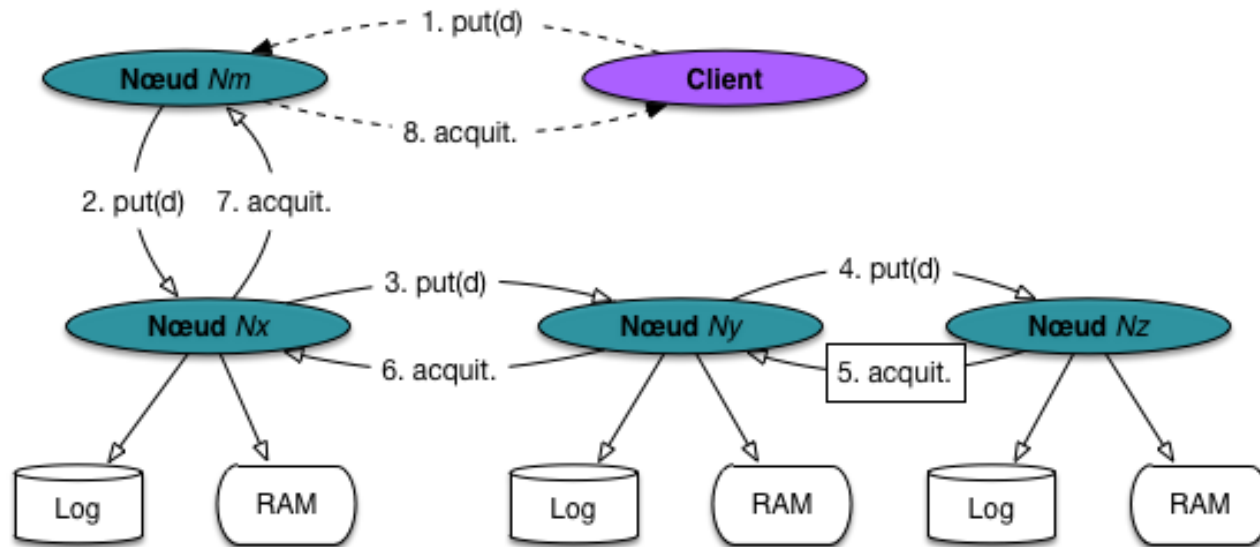 1. put(d)
Nœud Nm
Client
8. acquit.
2. put(d)
7. acquit.
3. put(d)
4. put(d)
Nœud Nx
Nœud Ny
Nœud Nz
6. acquit.
5. acquit.
Log
RAM
Log
RAM
Log
RAM